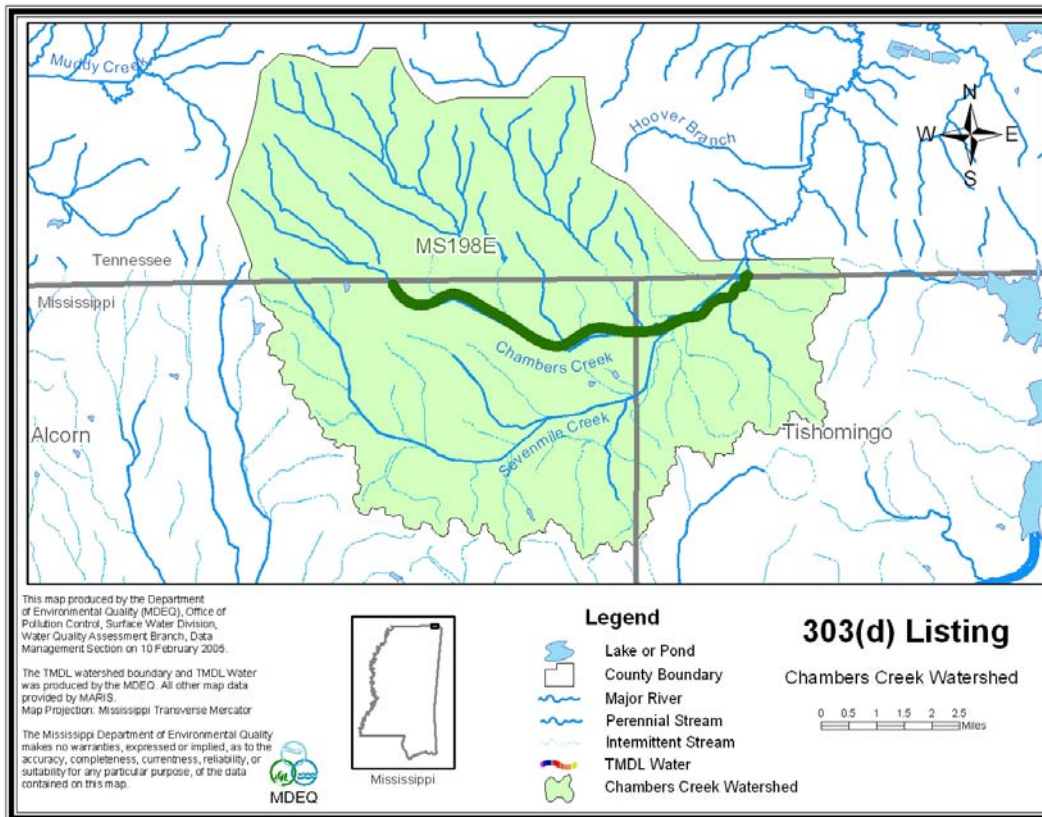 Muddy Creek
Hoover Branch
N
W E
S
MS198E
Tennessee
Mississippi
Chambers Creek
Sevenmile Creek
Alcorn
Tishomingo
This map produced by the Department
of Environmental Quality (MDEQ), Office of
Pollution Control, Surface Water Division,
Water Quality Assessment Branch, Data
Management Section on 10 February 2005.
The TMDL watershed boundary and TMDL Water
was produced by the MDEQ. All other map data
provided by MARIS.
Map Projection: Mississippi Transverse Mercator
The Mississippi Department of Environmental Quality
makes no warranties, expressed or implied, as to the
accuracy, completeness, currentness, reliability, or
suitability for any particular purpose, of the data
contained on this map.
MDEQ
Mississippi
Legend
Lake or Pond
County Boundary
Major River
Perennial Stream
Intermittent Stream
TMDL Water
Chambers Creek Watershed
303(d) Listing
Chambers Creek Watershed
0 0.5 1 1.5 2 2.5
Miles